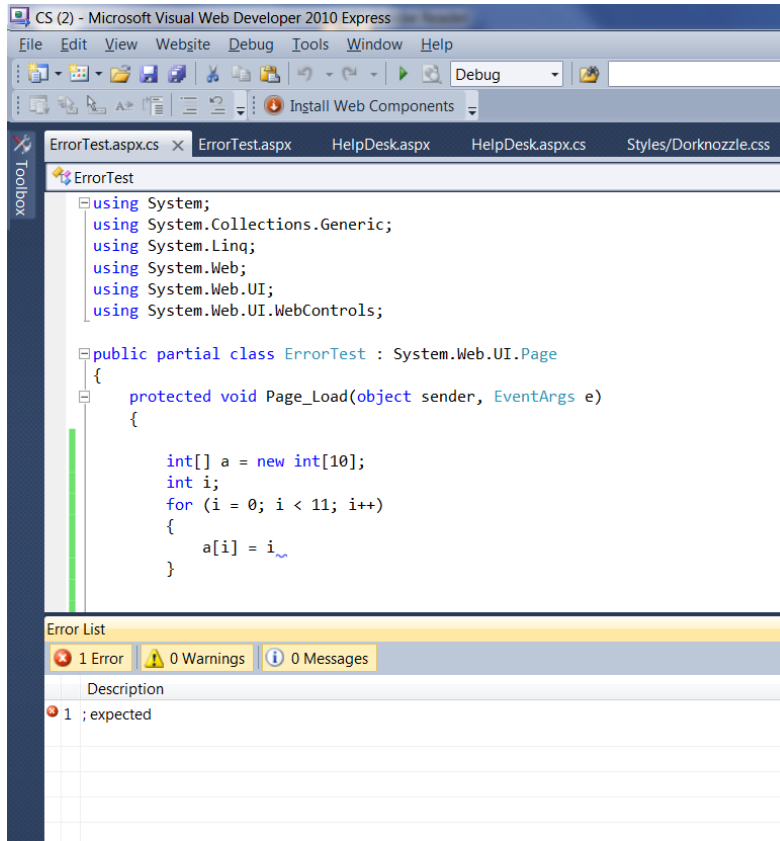 CS (2) - Microsoft Visual Web Developer 2010 Express
File Edit View Website Debug Tools Window Help
Debug
Install Web Components
Toolbox
ErrorTest.aspx.cs ErrorTest.aspx HelpDesk.aspx HelpDesk.aspx.cs Styles/Dorknozzle.css
ErrorTest
using System;
using System.Collections.Generic;
using System.Linq;
using System.Web;
using System.Web.UI;
using System.Web.UI.WebControls;
public partial class ErrorTest : System.Web.UI.Page
{
protected void Page_Load(object sender, EventArgs e)
{
int[] a = new int[10];
int i;
for (i = 0; i < 11; i++)
{
a[i] = i
}
Error List
1 Error 0 Warnings 0 Messages
Description
1 ; expected